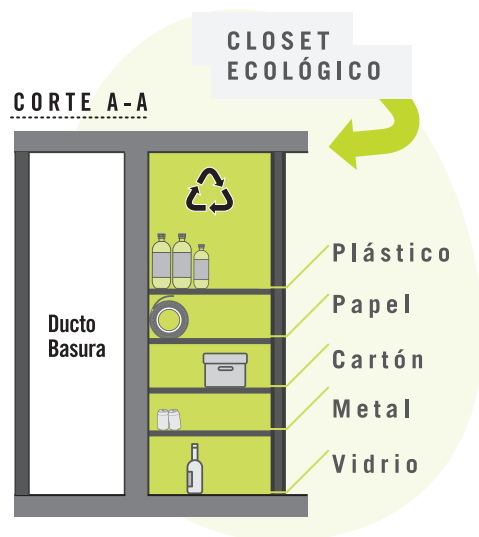 CLOSET
ECOLÓGICO
CORTE A-A
Plástico
Papel
Ducto
Basura
Cartón
Metal
Vidrio